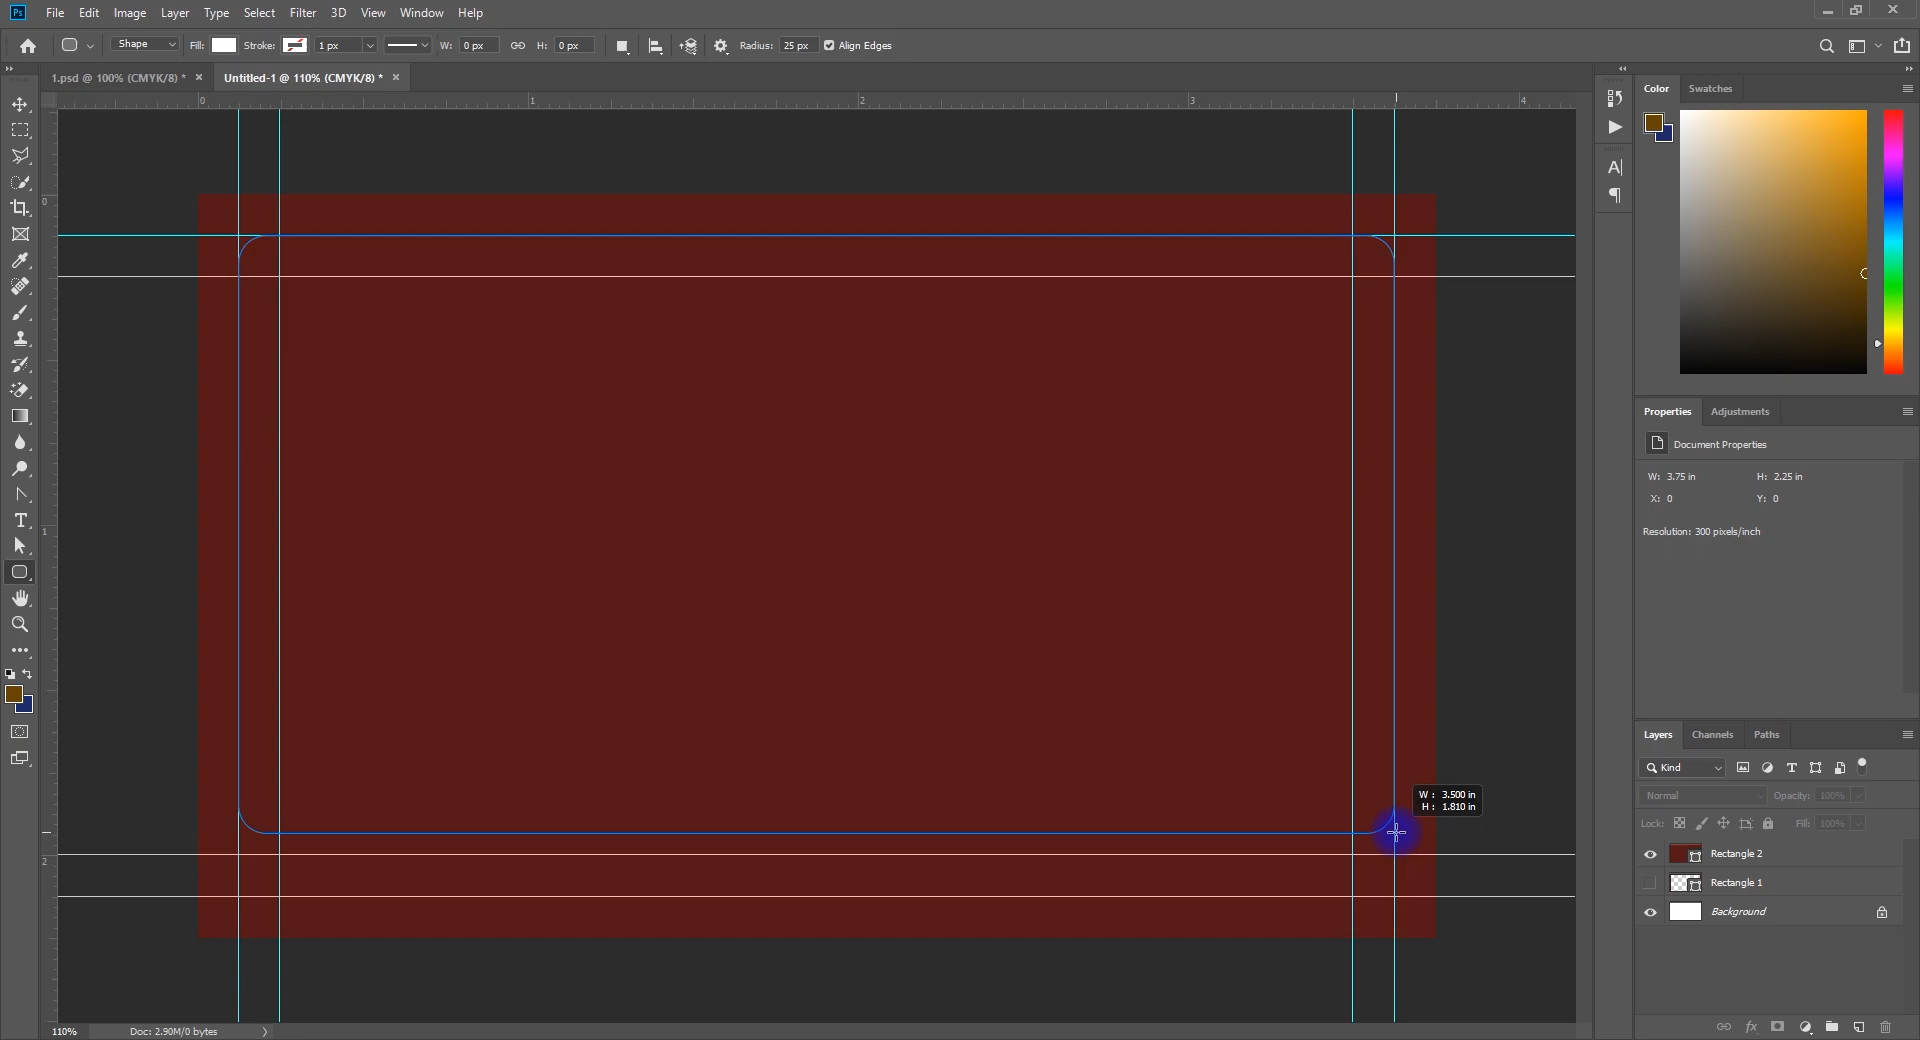 Ps File Edit Image Layer Type Select Filter 3D View Window Help
Shape Fill: Stroke: 1 px W: 0 px H: 0 px Radius: 25 px Align Edges
1.psd @ 100% (CMYK/8) * × Untitled-1 @ 110% (CMYK/8) * ×
0 1 2 3 4
0
1
2
Color Swatches
Properties Adjustments
Document Properties
W: 3.75 in H: 2.25 in
X: 0 Y: 0
Resolution: 300 pixels/inch
W : 3.500 in
H : 1.810 in
Layers Channels Paths
Kind
Normal Opacity: 100%
Lock: Fill: 100%
Rectangle 2
Rectangle 1
Background
fx
110% Doc: 2.90M/0 bytes